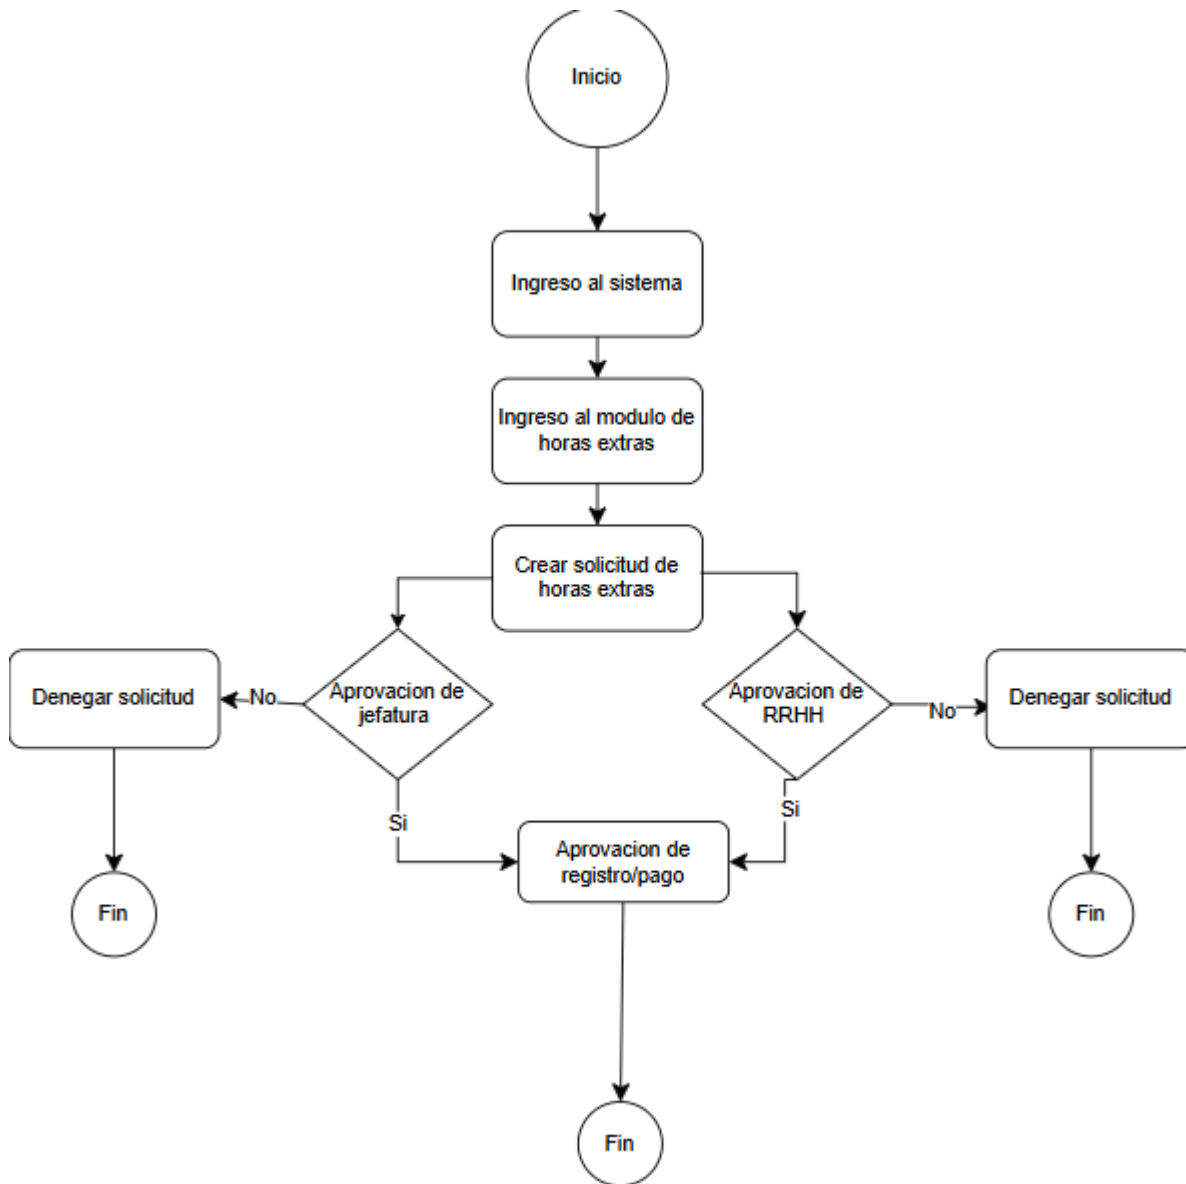 Inicio
Ingreso al sistema
Ingreso al modulo de
horas extras
Crear solicitud de
horas extras
Denegar solicitud
No
Aprovacion de
jefatura
Aprovacion de
RRHH
No
Denegar solicitud
Si
Si
Aprovacion de
registro/pago
Fin
Fin
Fin